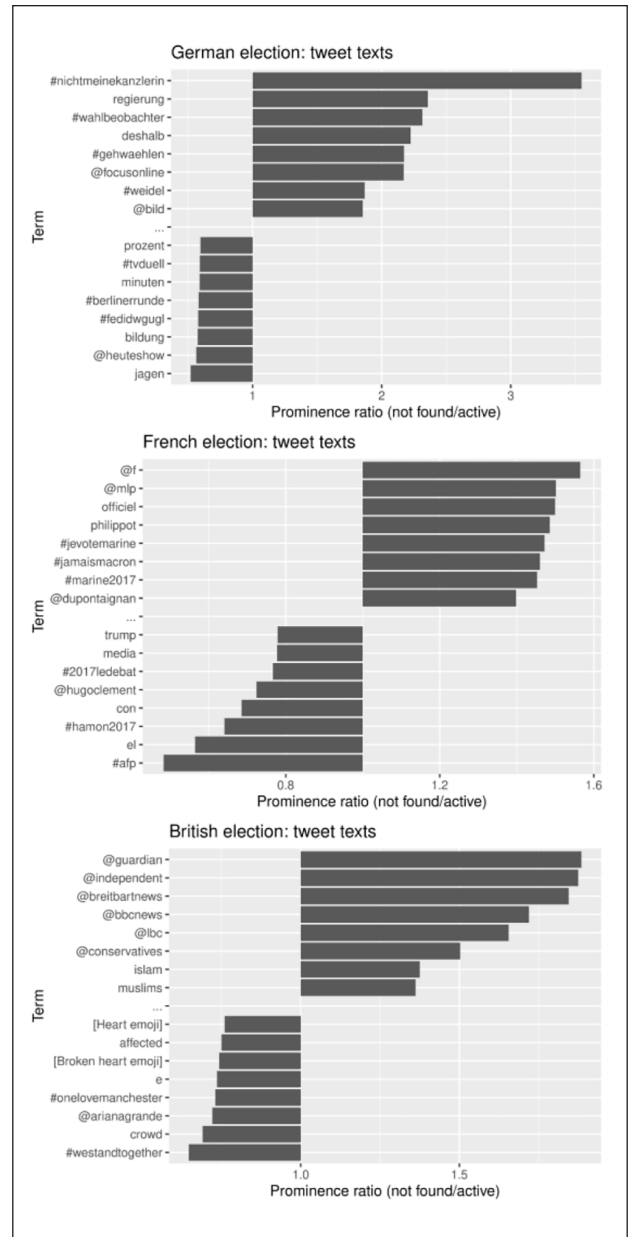 German election: tweet texts
#nichtmeinekanzlerin
regierung
#wahlbeobachter
deshalb
#gehwaehlen
@focusonline
#weidel
@bild
...
prozent
#tvduell
minuten
#berlinerrunde
#fedidwgugl
bildung
@heuteshow
jagen
Term
1 2 3
Prominence ratio (not found/active)
French election: tweet texts
@f
@mlp
officiel
philippot
#jevotemarine
#jamaismacron
#marine2017
@dupontaignan
...
trump
media
#2017ledebat
@hugoclement
con
#hamon2017
el
#afp
Term
0.8 1.2 1.6
Prominence ratio (not found/active)
British election: tweet texts
@guardian
@independent
@breitbartnews
@bbcnews
@lbc
@conservatives
islam
muslims
...
[Heart emoji]
affected
[Broken heart emoji]
e
#onelovemanchester
@arianagrande
crowd
#westandtogether
Term
1.0 1.5
Prominence ratio (not found/active)